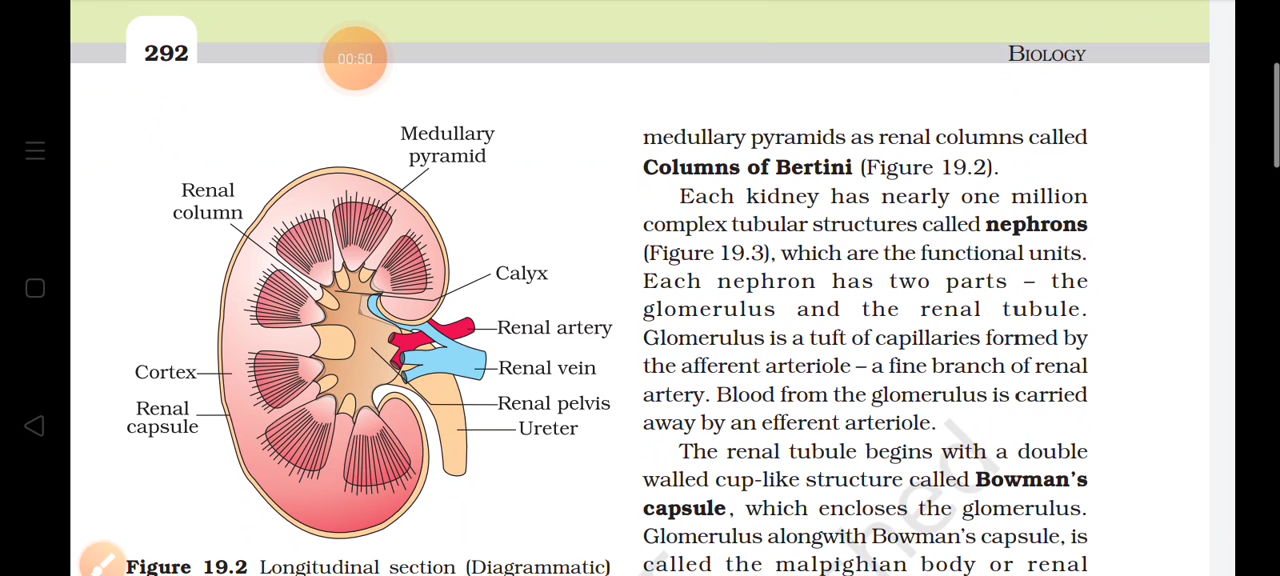 292
00:50
BIOLOGY
Medullary
pyramid
Renal
column
Calyx
Renal artery
Renal vein
Cortex
Renal pelvis
Renal
capsule
Ureter
Figure 19.2 Longitudinal section (Diagrammatic)
medullary pyramids as renal columns called
Columns of Bertini (Figure 19.2).
Each kidney has nearly one million
complex tubular structures called nephrons
(Figure 19.3), which are the functional units.
Each nephron has two parts – the
glomerulus and the renal tubule.
Glomerulus is a tuft of capillaries formed by
the afferent arteriole – a fine branch of renal
artery. Blood from the glomerulus is carried
away by an efferent arteriole.
The renal tubule begins with a double
walled cup-like structure called Bowman's
capsule, which encloses the glomerulus.
Glomerulus alongwith Bowman's capsule, is
called the malpighian body or renal